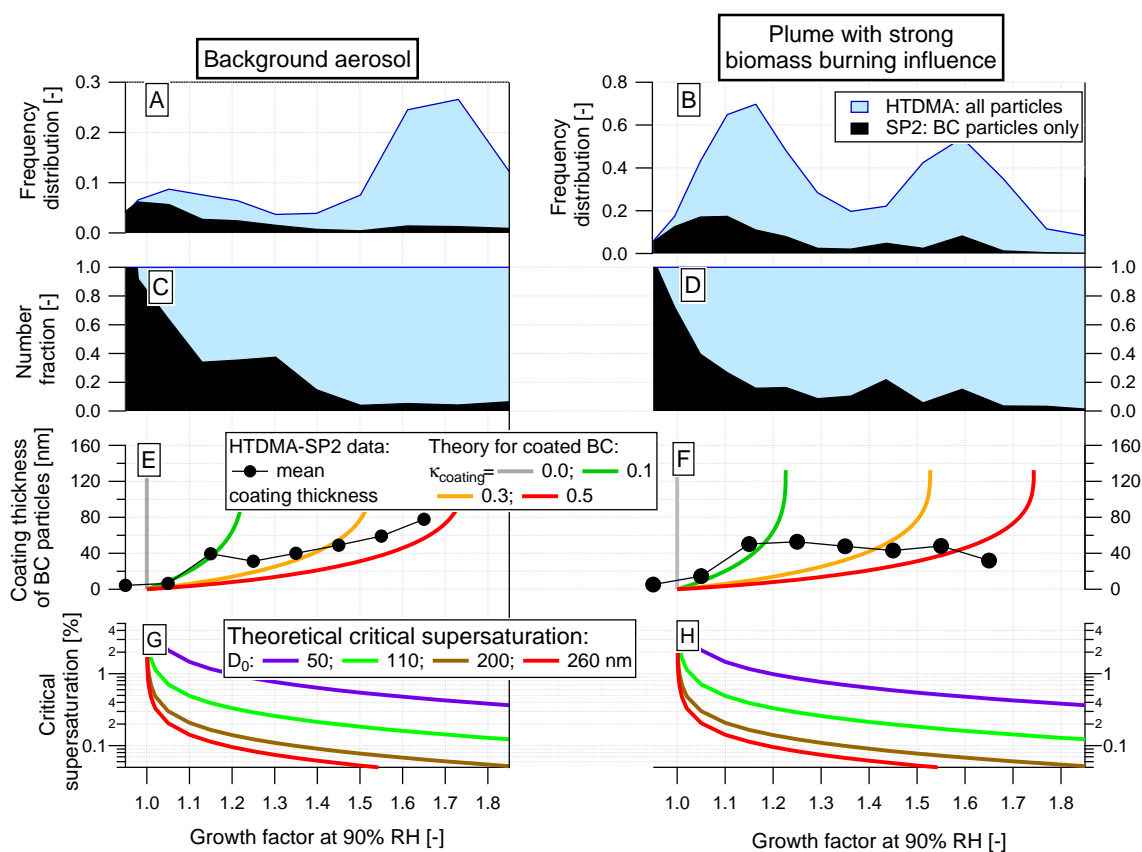 Background aerosol
Plume with strong
biomass burning influence
A
B
HTDMA: all particles
SP2: BC particles only
Frequency
distribution [-]
0.3
0.2
0.1
0.0
Frequency
distribution [-]
0.8
0.6
0.4
0.2
0.0
C
D
Number
fraction [-]
1.0
0.8
0.6
0.4
0.2
0.0
1.0
0.8
0.6
0.4
0.2
0.0
E
F
HTDMA-SP2 data:
mean
coating thickness
Theory for coated BC:
κcoating= 0.0; 0.1
0.3; 0.5
Coating thickness
of BC particles [nm]
160
120
80
40
0
160
120
80
40
0
G
H
Theoretical critical supersaturation:
D0: 50; 110; 200; 260 nm
Critical
supersaturation [%]
4
2
1
4
2
0.1
4
2
1
4
2
0.1
1.0 1.1 1.2 1.3 1.4 1.5 1.6 1.7 1.8
1.0 1.1 1.2 1.3 1.4 1.5 1.6 1.7 1.8
Growth factor at 90% RH [-]
Growth factor at 90% RH [-]